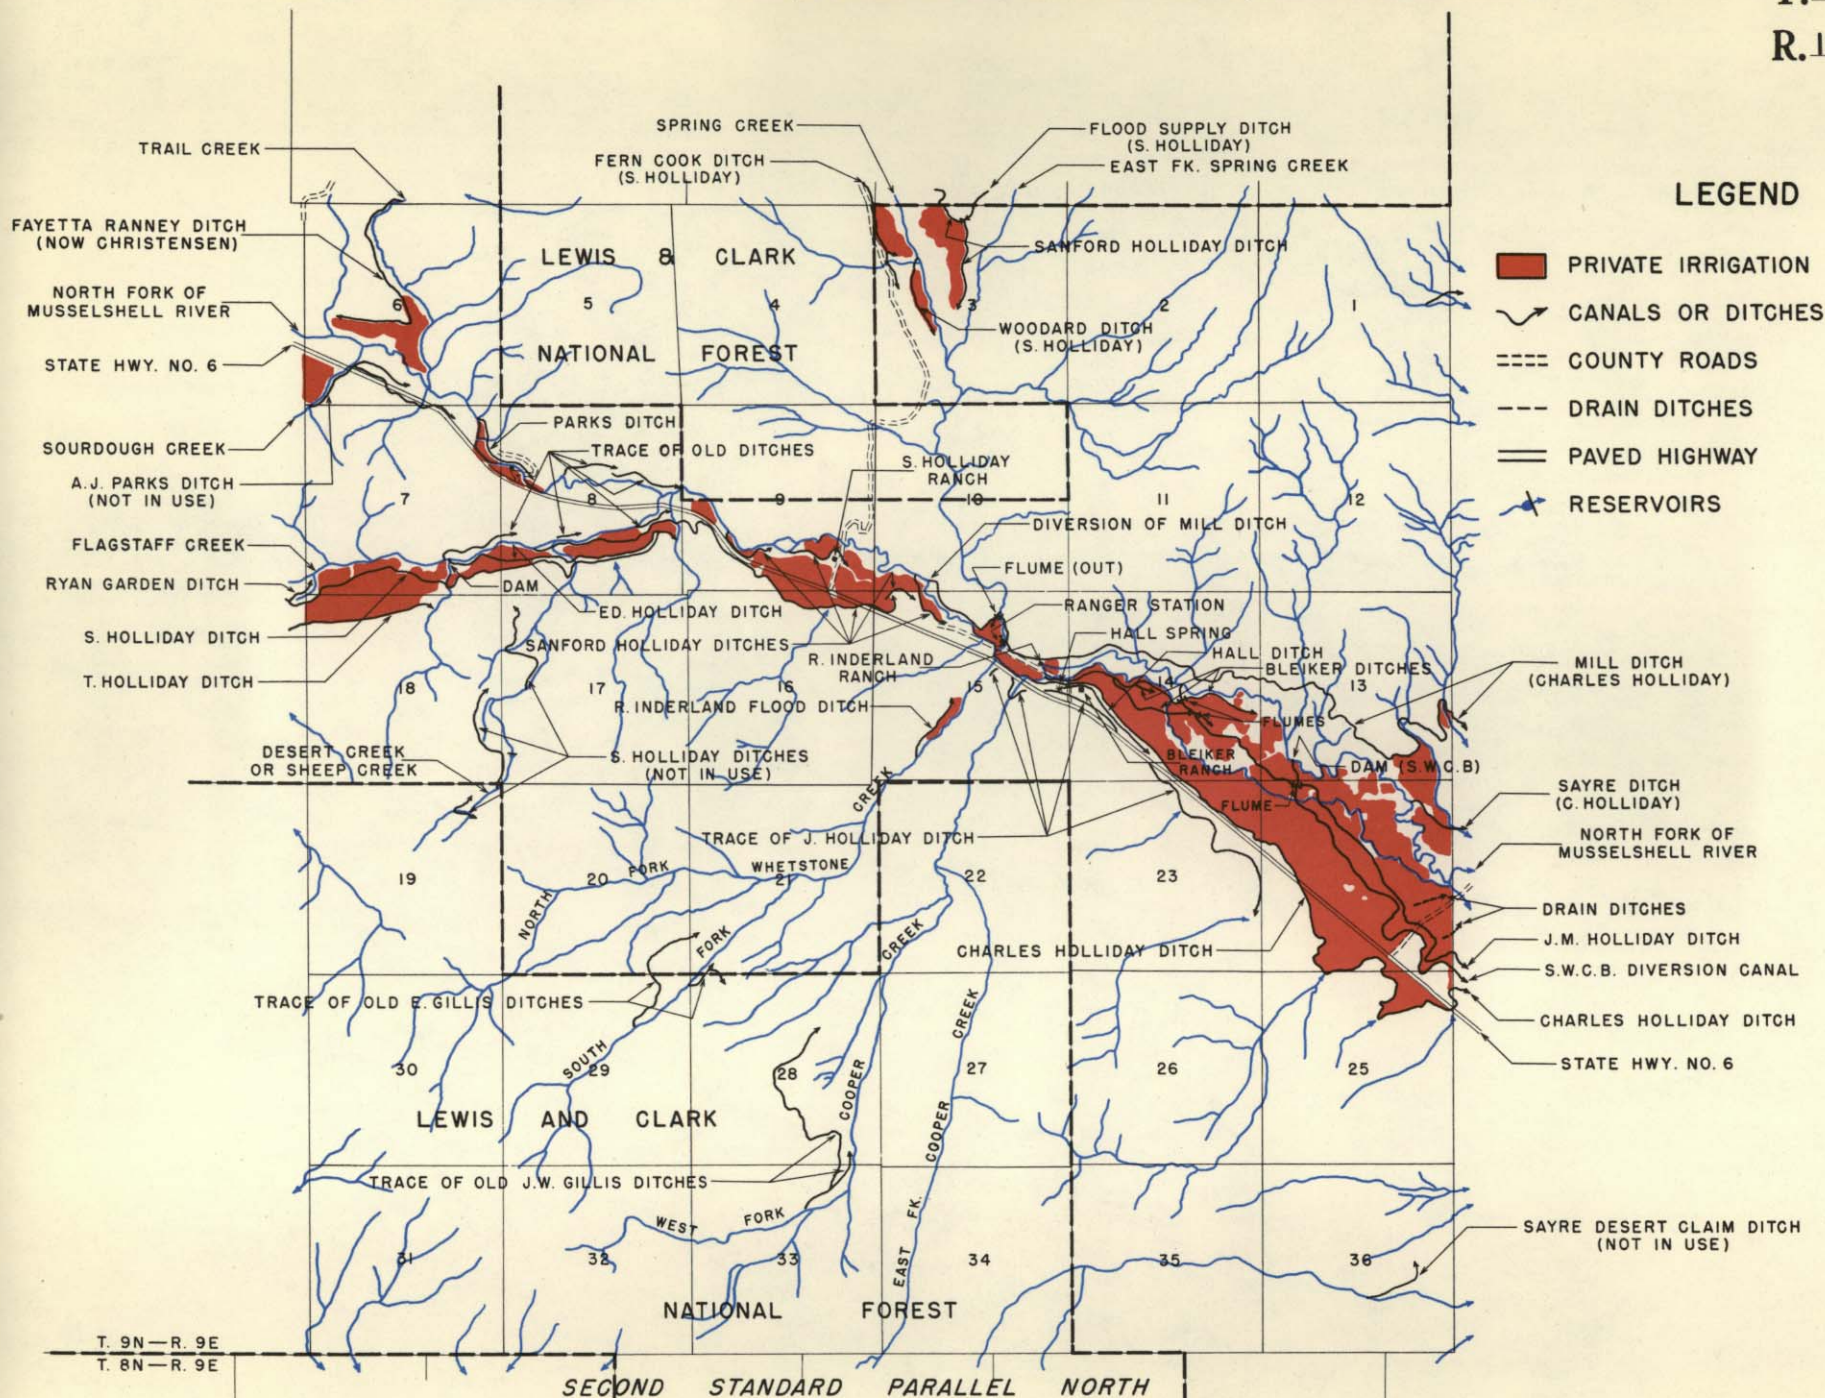 R.
TRAIL CREEK
FAYETTA RANNEY DITCH
(NOW CHRISTENSEN)
NORTH FORK OF
MUSSELSHELL RIVER
STATE HWY. NO. 6
SOURDOUGH CREEK
A.J. PARKS DITCH
(NOT IN USE)
FLAGSTAFF CREEK
RYAN GARDEN DITCH
S. HOLLIDAY DITCH
T. HOLLIDAY DITCH
DESERT CREEK
OR SHEEP CREEK
SPRING CREEK
FERN COOK DITCH
(S. HOLLIDAY)
FLOOD SUPPLY DITCH
(S. HOLLIDAY)
EAST FK. SPRING CREEK
SANFORD HOLLIDAY DITCH
WOODARD DITCH
(S. HOLLIDAY)
LEWIS & CLARK
NATIONAL FOREST
6
5
4
3
2
1
PARKS DITCH
TRACE OF OLD DITCHES
S. HOLLIDAY
RANCH
7
8
9
10
11
12
DIVERSION OF MILL DITCH
DAM
FLUME (OUT)
ED. HOLLIDAY DITCH
RANGER STATION
SANFORD HOLLIDAY DITCHES
HALL SPRING
R. INDERLAND
RANCH
HALL DITCH
BLEIKER DITCHES
18
17
16
15
14
13
R. INDERLAND FLOOD DITCH
FLUMES
S. HOLLIDAY DITCHES
(NOT IN USE)
BLEIKER
RANCH
DAM (S.W.C.B)
FLUME
TRACE OF J. HOLLIDAY DITCH
NORTH FORK WHETSTONE CREEK
19
20
21
22
23
SOUTH FORK
CHARLES HOLLIDAY DITCH
TRACE OF OLD E. GILLIS DITCHES
30
29
28
27
26
25
COOPER CREEK
EAST FK. COOPER CREEK
LEWIS AND CLARK
TRACE OF OLD J.W. GILLIS DITCHES
WEST FORK
31
32
33
34
35
36
NATIONAL FOREST
LEGEND
PRIVATE IRRIGATION
CANALS OR DITCHES
COUNTY ROADS
DRAIN DITCHES
PAVED HIGHWAY
RESERVOIRS
MILL DITCH
(CHARLES HOLLIDAY)
SAYRE DITCH
(C. HOLLIDAY)
NORTH FORK OF
MUSSELSHELL RIVER
DRAIN DITCHES
J.M. HOLLIDAY DITCH
S.W.C.B. DIVERSION CANAL
CHARLES HOLLIDAY DITCH
STATE HWY. NO. 6
SAYRE DESERT CLAIM DITCH
(NOT IN USE)
T. 9N — R. 9E
T. 8N — R. 9E
SECOND STANDARD PARALLEL NORTH